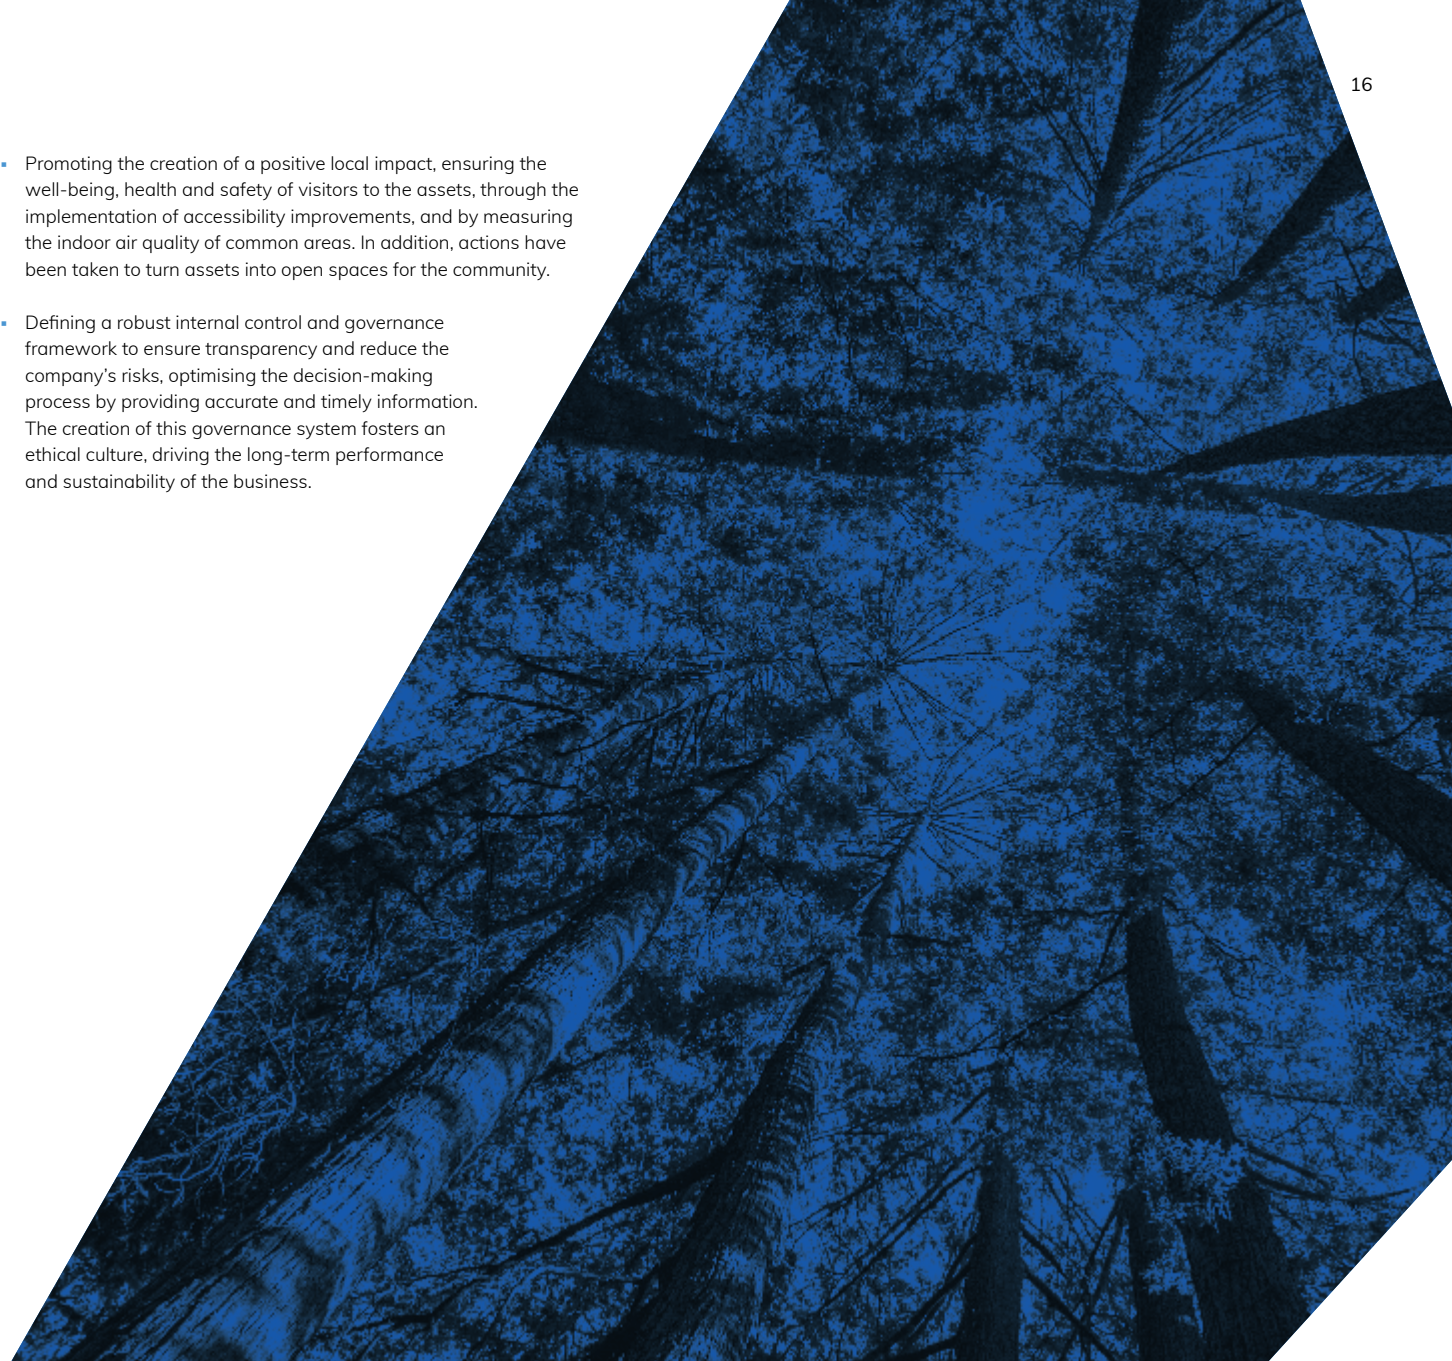 16
▪ Promoting the creation of a positive local impact, ensuring the
well-being, health and safety of visitors to the assets, through the
implementation of accessibility improvements, and by measuring
the indoor air quality of common areas. In addition, actions have
been taken to turn assets into open spaces for the community.
▪ Defining a robust internal control and governance
framework to ensure transparency and reduce the
company’s risks, optimising the decision-making
process by providing accurate and timely information.
The creation of this governance system fosters an
ethical culture, driving the long-term performance
and sustainability of the business.